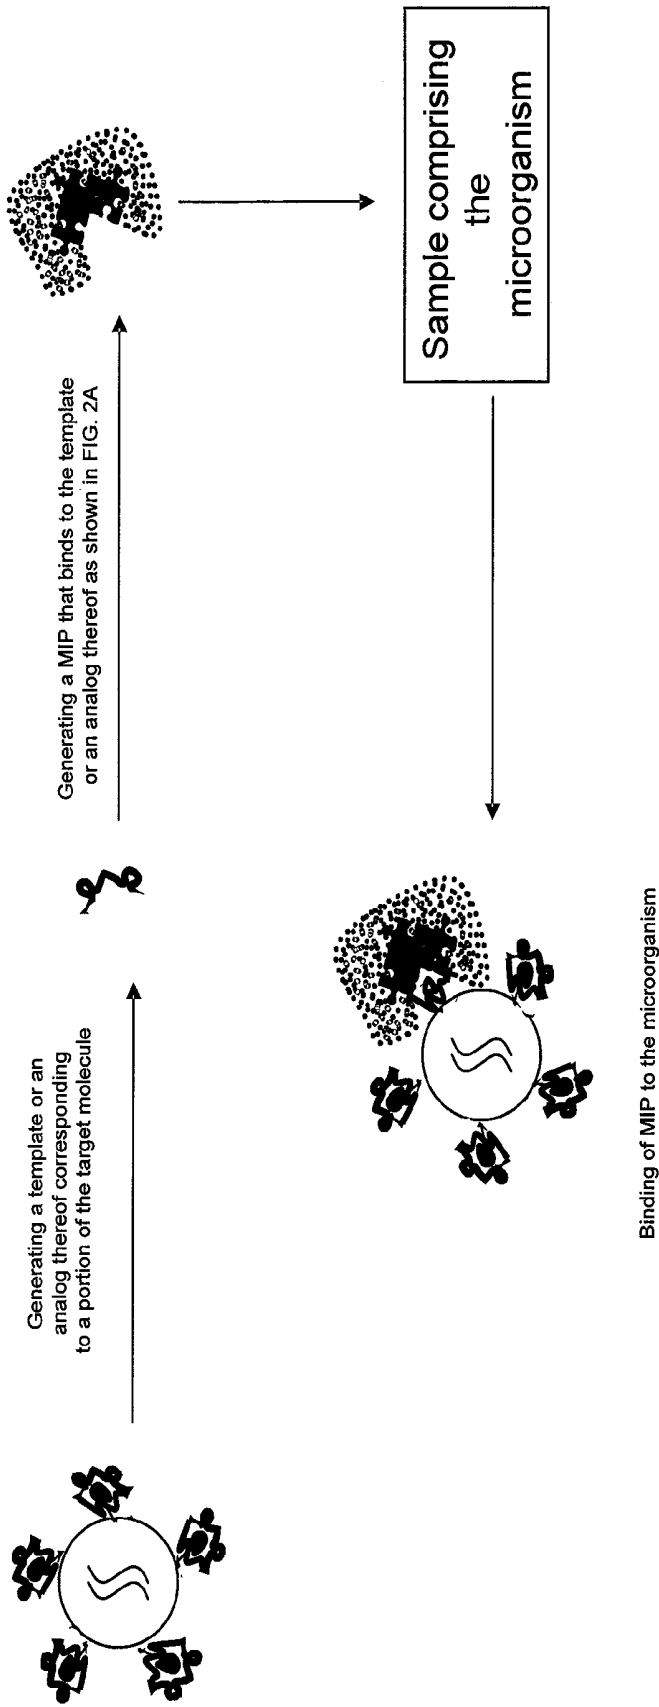 Generating a template or an
analog thereof corresponding
to a portion of the target molecule
Generating a MIP that binds to the template
or an analog thereof as shown in FIG. 2A
Sample comprising
the
microorganism
Binding of MIP to the microorganism